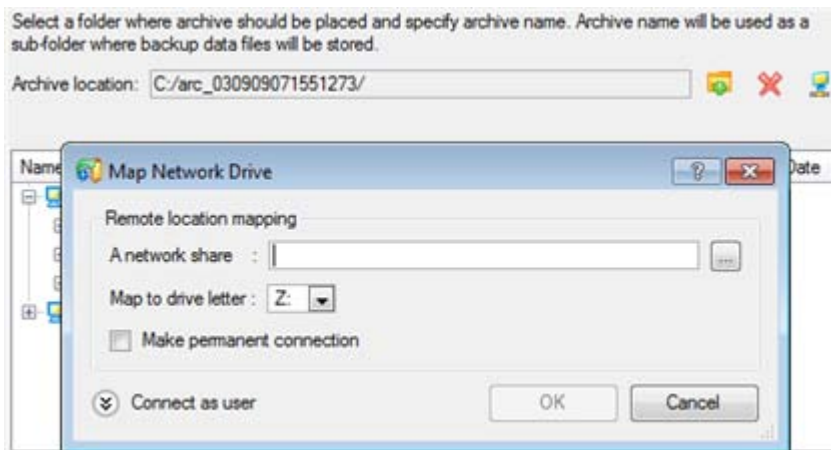 Select a folder where archive should be placed and specify archive name. Archive name will be used as a
sub-folder where backup data files will be stored.
Archive location: C:/arc_030909071551273/
Name Date
Map Network Drive
Remote location mapping
A network share :
...
Map to drive letter : Z:
Make permanent connection
Connect as user OK Cancel